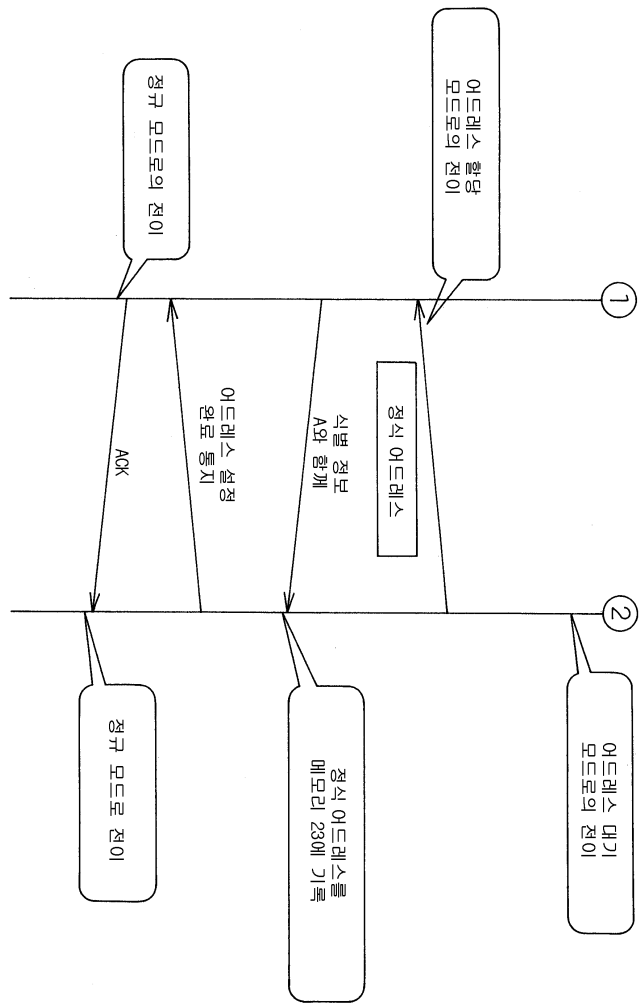 ① ②
어드레스 대기
모드로의 전이
어드레스 할당
모드로의 전이
정식 어드레스
식별 정보
A와 함께
정식 어드레스를
메모리 23에 기록
어드레스 설정
완료 통지
정규 모드로의 전이
ACK
정규 모드로 전이